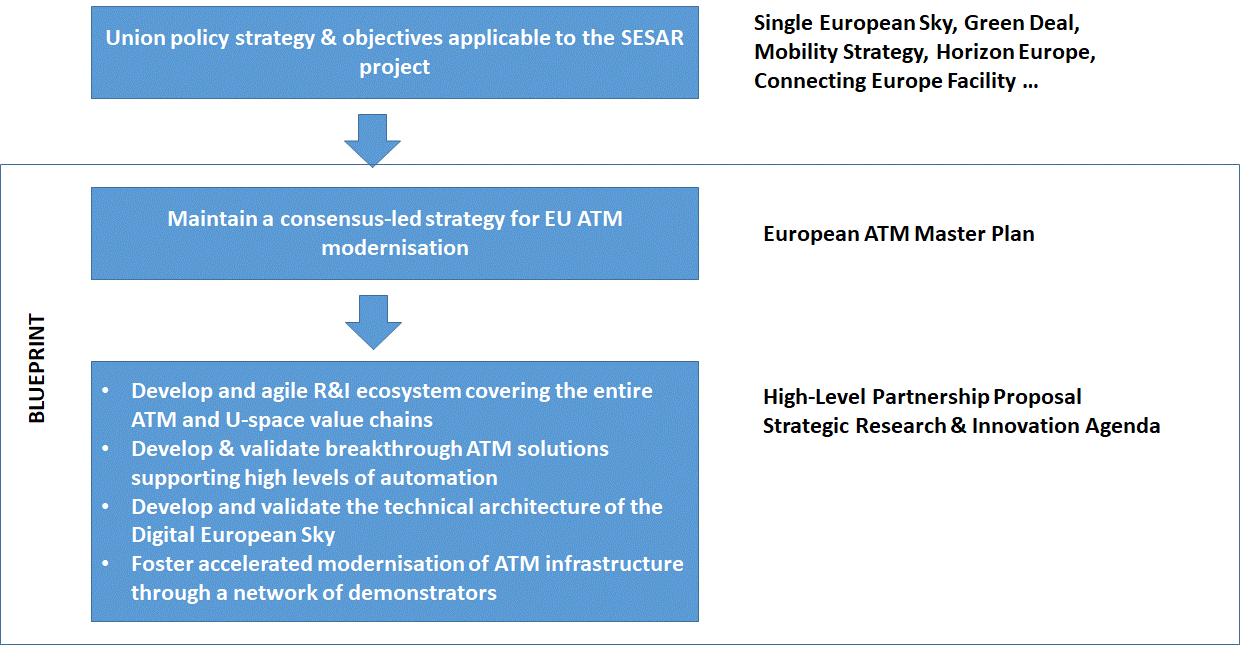 Union policy strategy & objectives applicable to the SESAR
project
Single European Sky, Green Deal,
Mobility Strategy, Horizon Europe,
Connecting Europe Facility ...
BLUEPRINT
Maintain a consensus-led strategy for EU ATM
modernisation
European ATM Master Plan
• Develop and agile R&I ecosystem covering the entire
ATM and U-space value chains
• Develop & validate breakthrough ATM solutions
supporting high levels of automation
• Develop and validate the technical architecture of the
Digital European Sky
• Foster accelerated modernisation of ATM infrastructure
through a network of demonstrators
High-Level Partnership Proposal
Strategic Research & Innovation Agenda